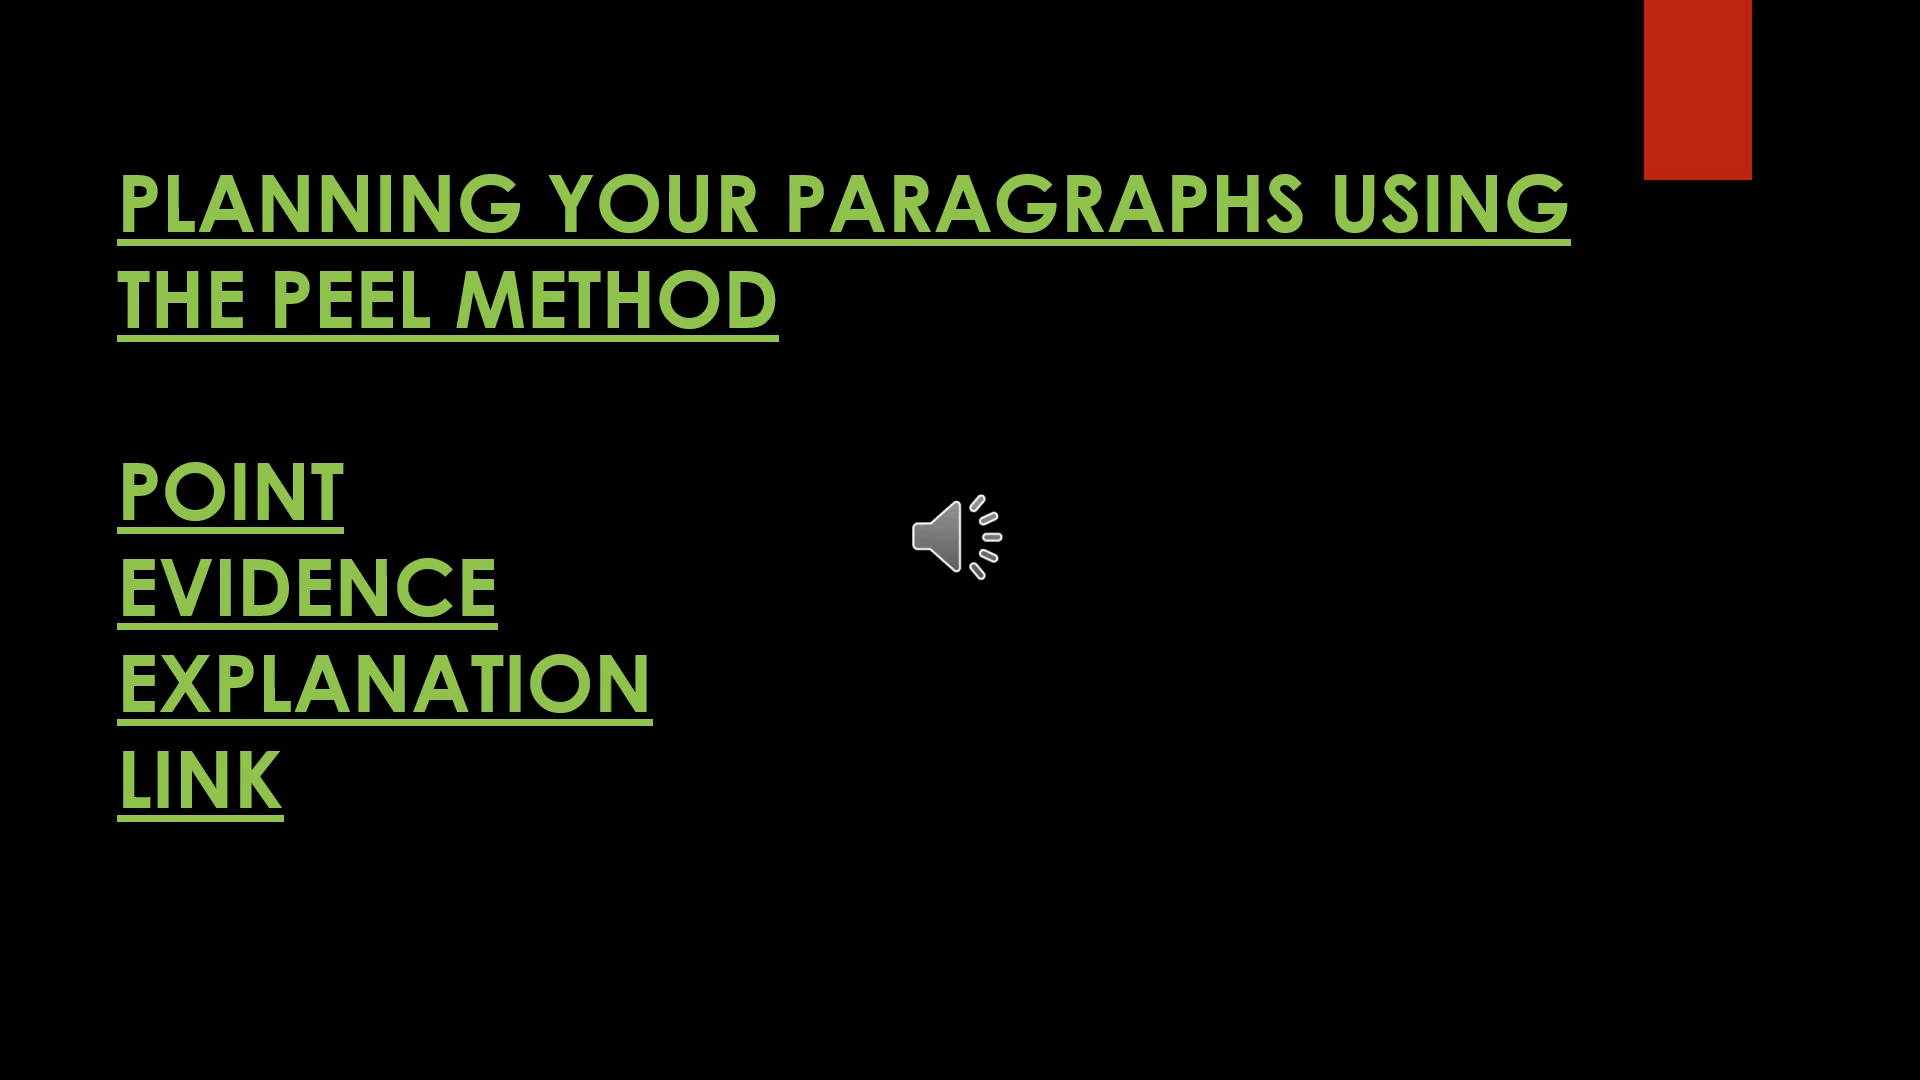 PLANNING YOUR PARAGRAPHS USING
THE PEEL METHOD
POINT
EVIDENCE
EXPLANATION
LINK